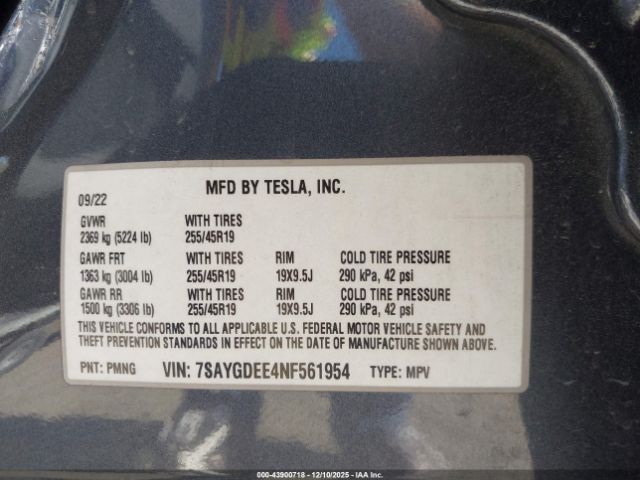 MFD BY TESLA, INC.
09/22
GVWR WITH TIRES
2369 kg (5224 lb) 255/45R19
GAWR FRT WITH TIRES RIM COLD TIRE PRESSURE
1363 kg (3004 lb) 255/45R19 19X9.5J 290 kPa, 42 psi
GAWR RR WITH TIRES RIM COLD TIRE PRESSURE
1500 kg (3306 lb) 255/45R19 19X9.5J 290 kPa, 42 psi
THIS VEHICLE CONFORMS TO ALL APPLICABLE U.S. FEDERAL MOTOR VEHICLE SAFETY AND
THEFT PREVENTION STANDARDS IN EFFECT ON THE DATE OF MANUFACTURE SHOWN ABOVE.
PNT: PMNG VIN: 7SAYGDEE4NF561954 TYPE: MPV
000-43900718 - 12/10/2025 - IAA Inc.